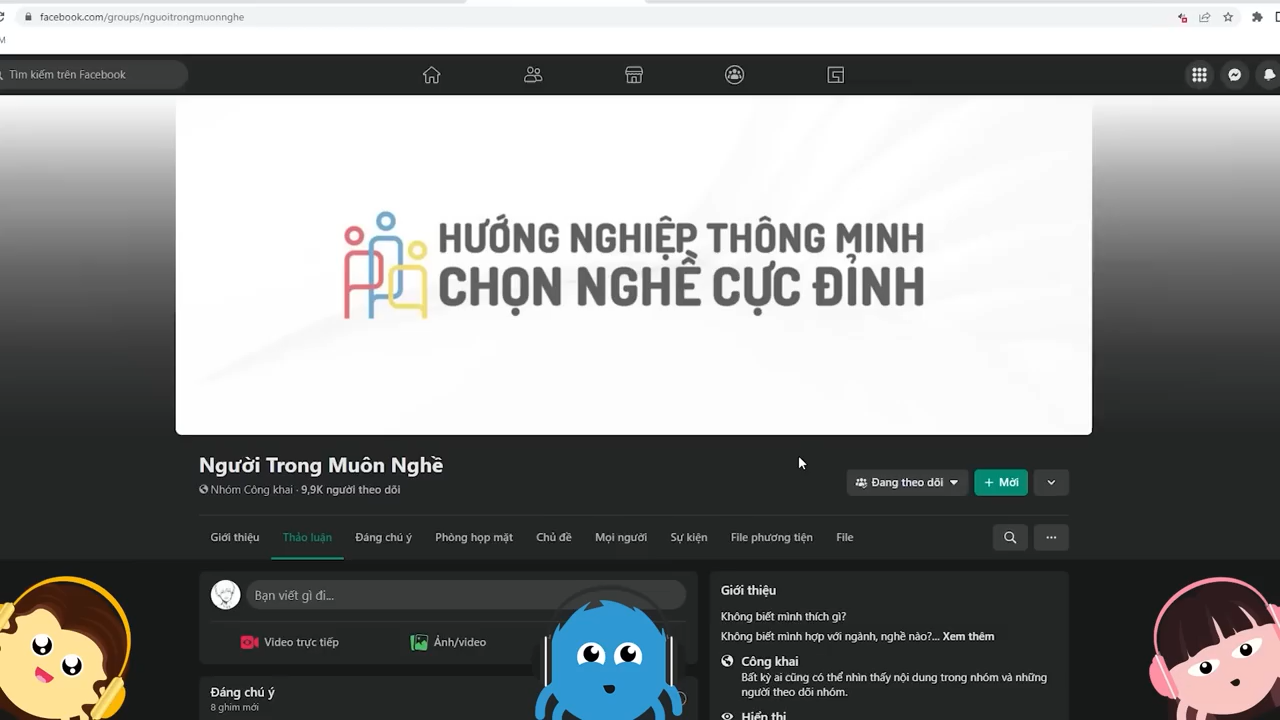 facebook.com/groups/nguoitrongmuonnghe
M
Tìm kiếm trên Facebook
HƯỚNG NGHIỆP THÔNG MINH
CHỌN NGHỀ CỰC ĐỈNH
Người Trong Muôn Nghề
Nhóm Công khai · 9,9K người theo dõi
Đang theo dõi
+ Mời
Giới thiệu
Thảo luận
Đáng chú ý
Phòng họp mặt
Chủ đề
Mọi người
Sự kiện
File phương tiện
File
Bạn viết gì đi...
Video trực tiếp
Ảnh/video
Đáng chú ý
8 ghim mới
Giới thiệu
Không biết mình thích gì?
Không biết mình hợp với ngành, nghề nào?... Xem thêm
Công khai
Bất kỳ ai cũng có thể nhìn thấy nội dung trong nhóm và những
người theo dõi nhóm.
Hiển thị